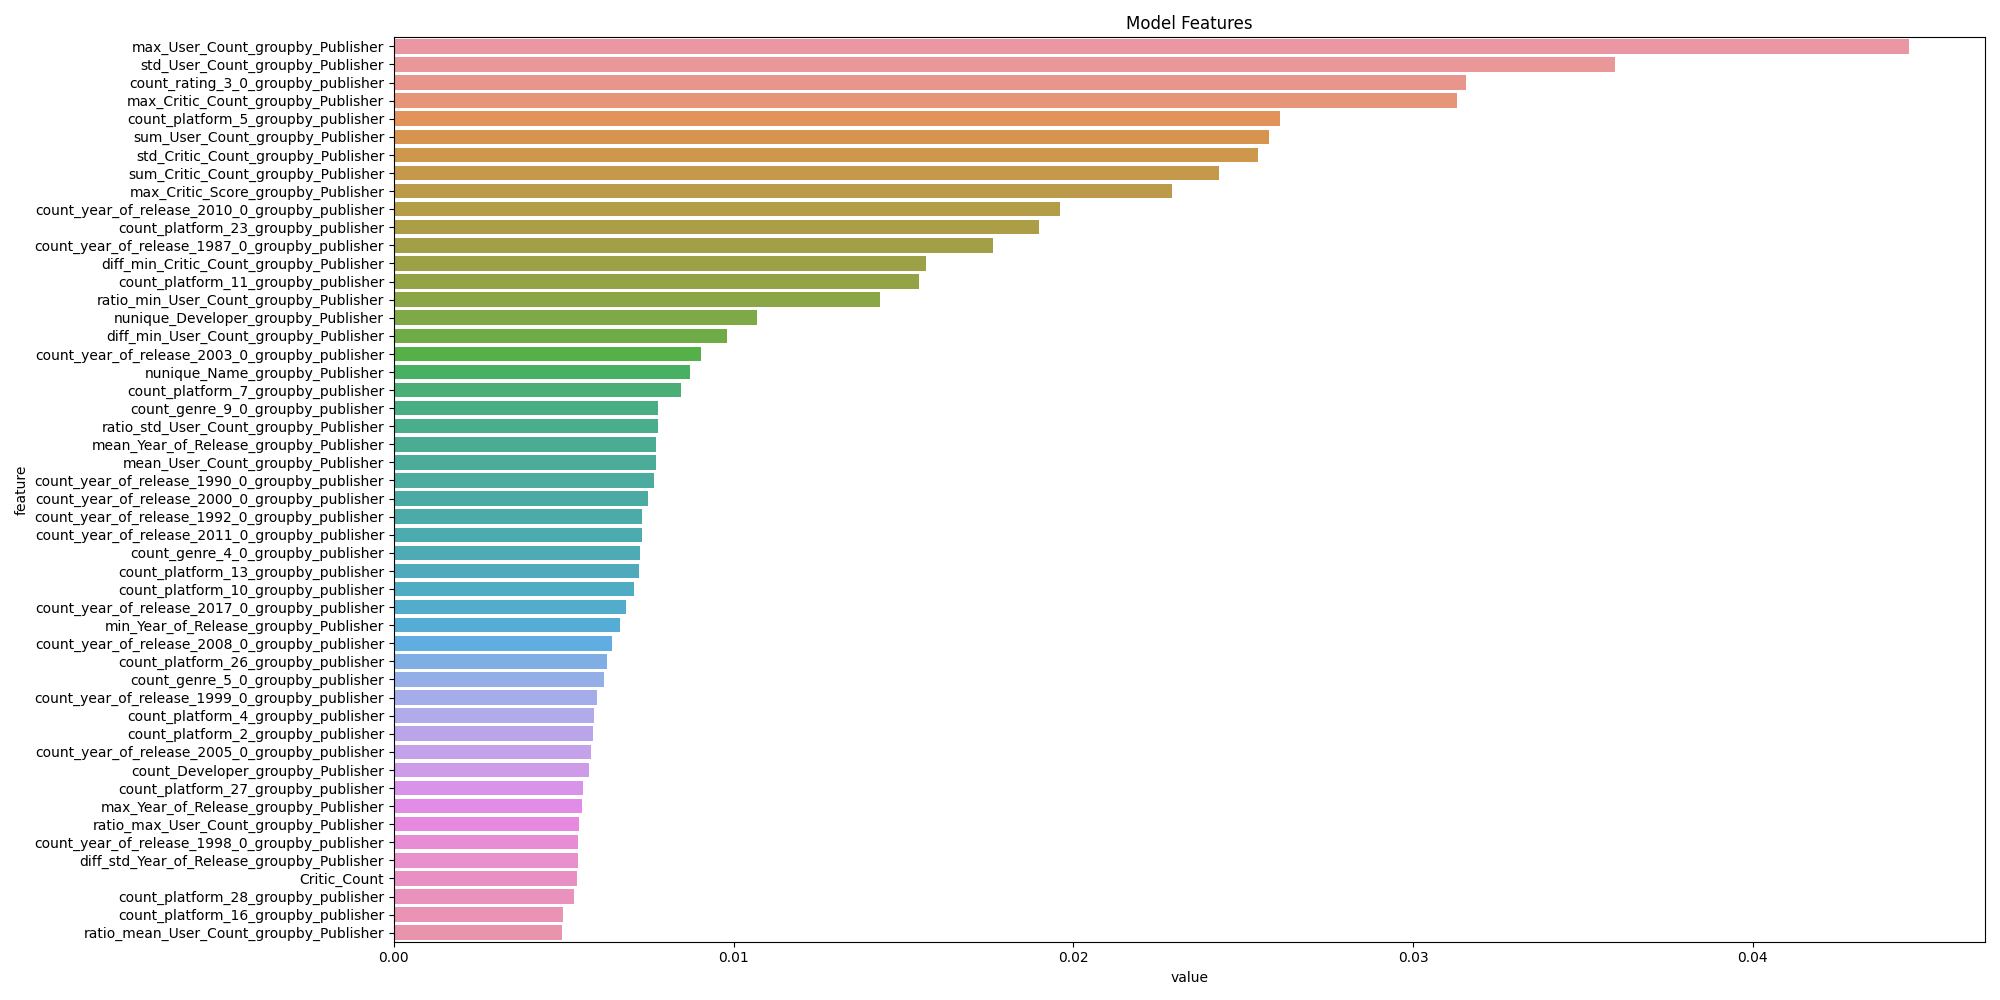 Model Features
max_User_Count_groupby_Publisher
std_User_Count_groupby_Publisher
count_rating_3_0_groupby_publisher
max_Critic_Count_groupby_Publisher
count_platform_5_groupby_publisher
sum_User_Count_groupby_Publisher
std_Critic_Count_groupby_Publisher
sum_Critic_Count_groupby_Publisher
max_Critic_Score_groupby_Publisher
count_year_of_release_2010_0_groupby_publisher
count_platform_23_groupby_publisher
count_year_of_release_1987_0_groupby_publisher
diff_min_Critic_Count_groupby_Publisher
count_platform_11_groupby_publisher
ratio_min_User_Count_groupby_Publisher
nunique_Developer_groupby_Publisher
diff_min_User_Count_groupby_Publisher
count_year_of_release_2003_0_groupby_publisher
nunique_Name_groupby_Publisher
count_platform_7_groupby_publisher
count_genre_9_0_groupby_publisher
ratio_std_User_Count_groupby_Publisher
mean_Year_of_Release_groupby_Publisher
mean_User_Count_groupby_Publisher
count_year_of_release_1990_0_groupby_publisher
count_year_of_release_2000_0_groupby_publisher
count_year_of_release_1992_0_groupby_publisher
count_year_of_release_2011_0_groupby_publisher
count_genre_4_0_groupby_publisher
count_platform_13_groupby_publisher
count_platform_10_groupby_publisher
count_year_of_release_2017_0_groupby_publisher
min_Year_of_Release_groupby_Publisher
count_year_of_release_2008_0_groupby_publisher
count_platform_26_groupby_publisher
count_genre_5_0_groupby_publisher
count_year_of_release_1999_0_groupby_publisher
count_platform_4_groupby_publisher
count_platform_2_groupby_publisher
count_year_of_release_2005_0_groupby_publisher
count_Developer_groupby_Publisher
count_platform_27_groupby_publisher
max_Year_of_Release_groupby_Publisher
ratio_max_User_Count_groupby_Publisher
count_year_of_release_1998_0_groupby_publisher
diff_std_Year_of_Release_groupby_Publisher
Critic_Count
count_platform_28_groupby_publisher
count_platform_16_groupby_publisher
ratio_mean_User_Count_groupby_Publisher
feature
0.00 0.01 0.02 0.03 0.04
value